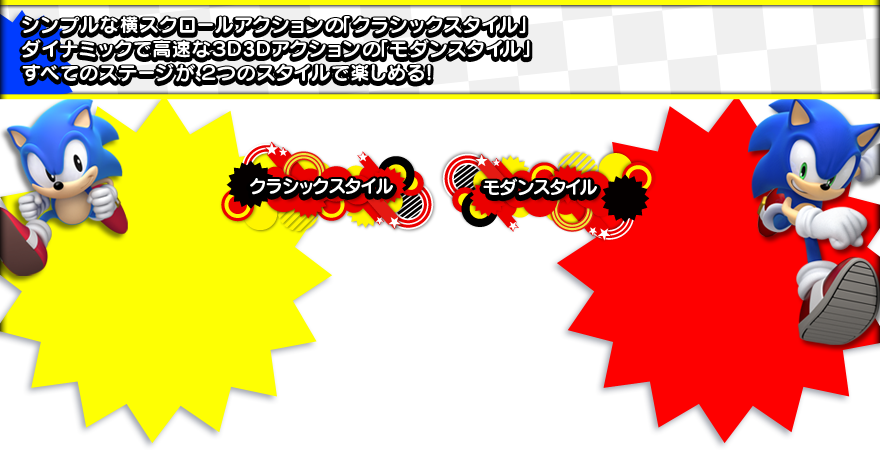 シンプルな横スクロールアクションの「クラシックスタイル」
ダイナミックで高速な3D3Dアクションの「モダンスタイル」
すべてのステージが、2つのスタイルで楽しめる!
クラシックスタイル
モダンスタイル